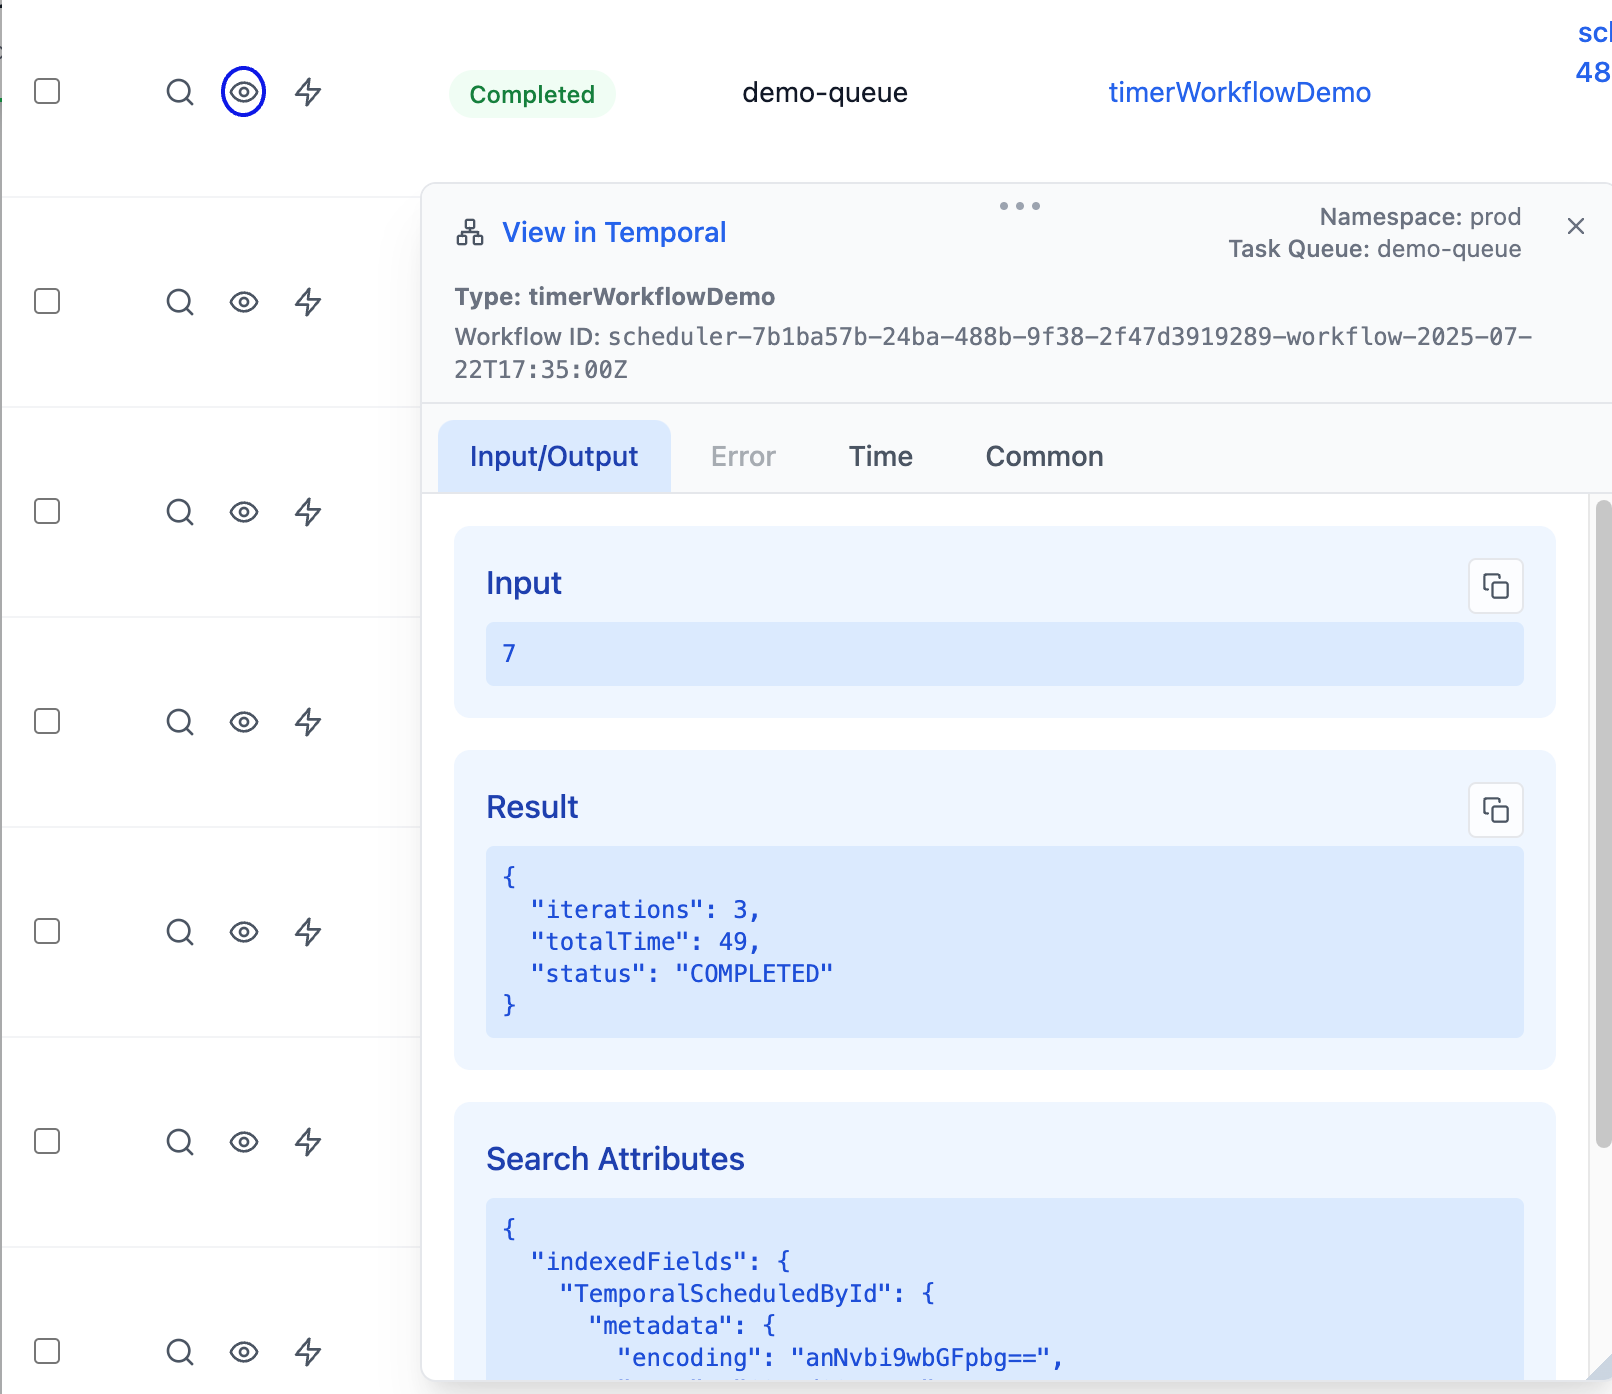 sch
48
Completed
demo-queue
timerWorkflowDemo
View in Temporal
Namespace: prod
Task Queue: demo-queue
Type: timerWorkflowDemo
Workflow ID: scheduler-7b1ba57b-24ba-488b-9f38-2f47d3919289-workflow-2025-07-
22T17:35:00Z
Input/Output
Error
Time
Common
Input
7
Result
{
"iterations": 3,
"totalTime": 49,
"status": "COMPLETED"
}
Search Attributes
{
"indexedFields": {
"TemporalScheduledById": {
"metadata": {
"encoding": "anNvbi9wbGFpbg==",